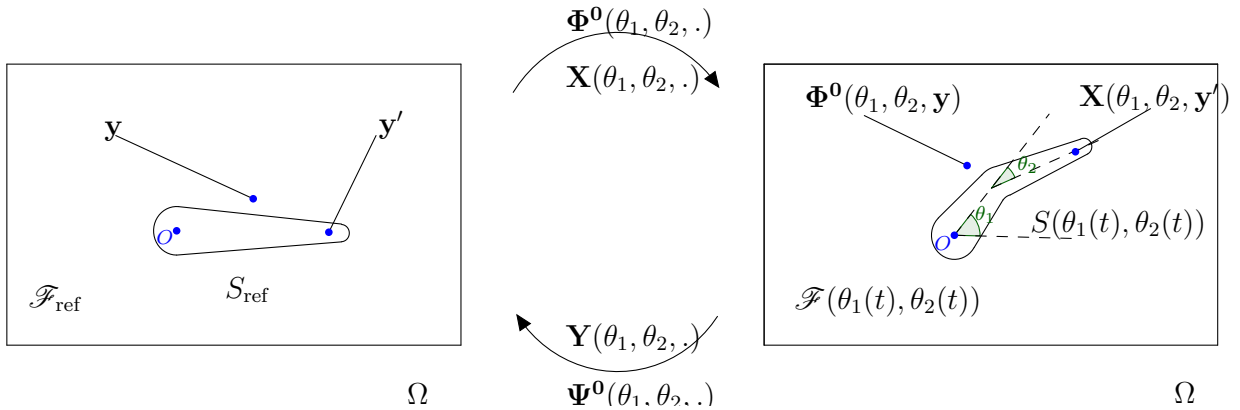 𝚽⁰(θ₁, θ₂, .)
𝐗(θ₁, θ₂, .)
𝐲
𝐲′
O
S_ref
ℱ_ref
Ω
𝐘(θ₁, θ₂, .)
𝚿⁰(θ₁, θ₂, .)
𝚽⁰(θ₁, θ₂, 𝐲)
𝐗(θ₁, θ₂, 𝐲′)
θ₂
θ₁
O
S(θ₁(t), θ₂(t))
ℱ(θ₁(t), θ₂(t))
Ω